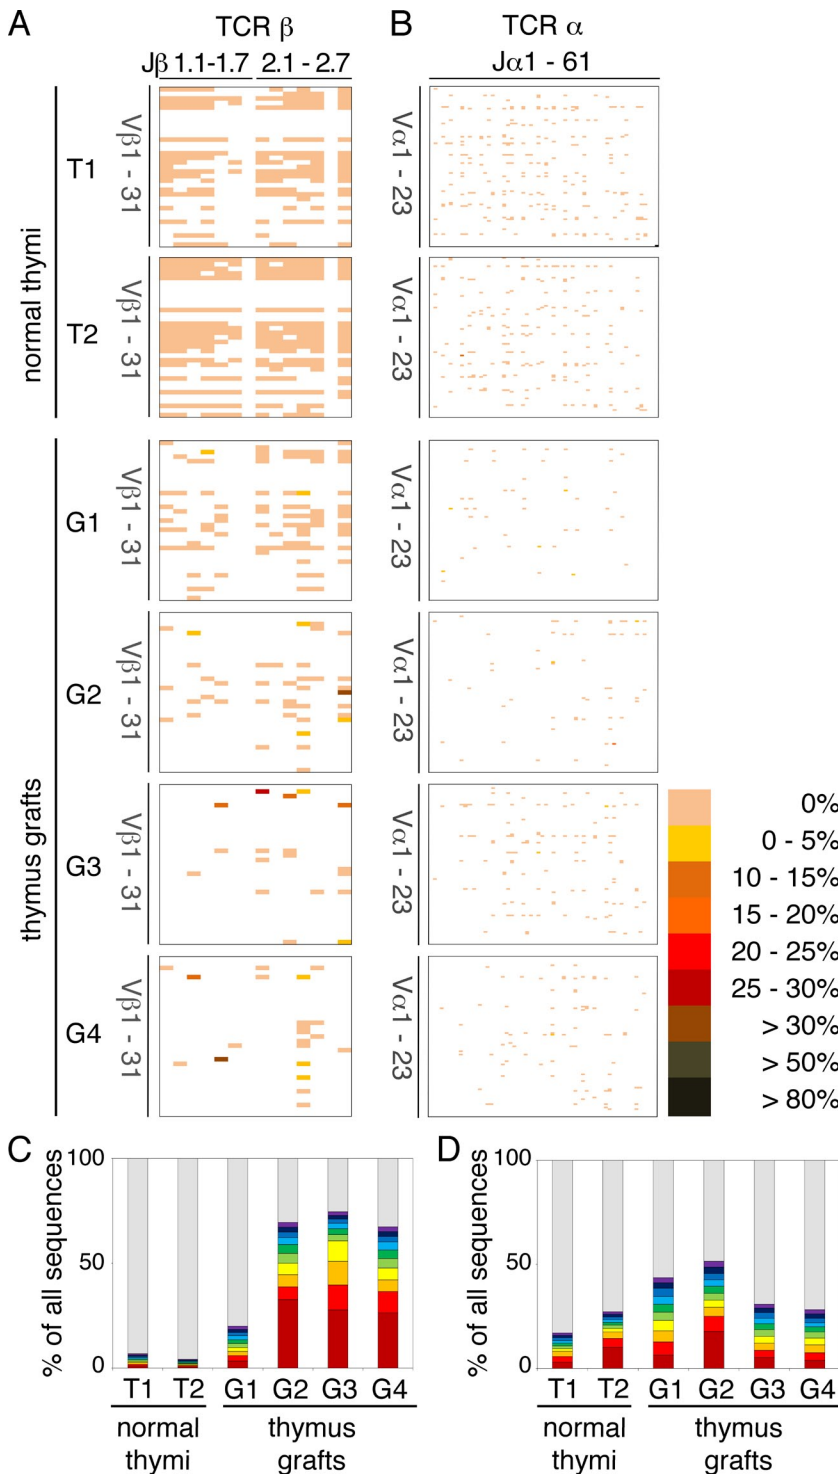 A
TCR β
B
TCR α
Jβ 1.1-1.7 2.1 - 2.7
Jα1 - 61
normal thymi
T1
Vβ1 - 31
Vα1 - 23
T2
Vβ1 - 31
Vα1 - 23
thymus grafts
G1
Vβ1 - 31
Vα1 - 23
G2
Vβ1 - 31
Vα1 - 23
G3
Vβ1 - 31
Vα1 - 23
G4
Vβ1 - 31
Vα1 - 23
0%
0 - 5%
10 - 15%
15 - 20%
20 - 25%
25 - 30%
> 30%
> 50%
> 80%
C
% of all sequences
100
50
0
T1 T2 G1 G2 G3 G4
normal thymi
thymus grafts
D
% of all sequences
100
50
0
T1 T2 G1 G2 G3 G4
normal thymi
thymus grafts